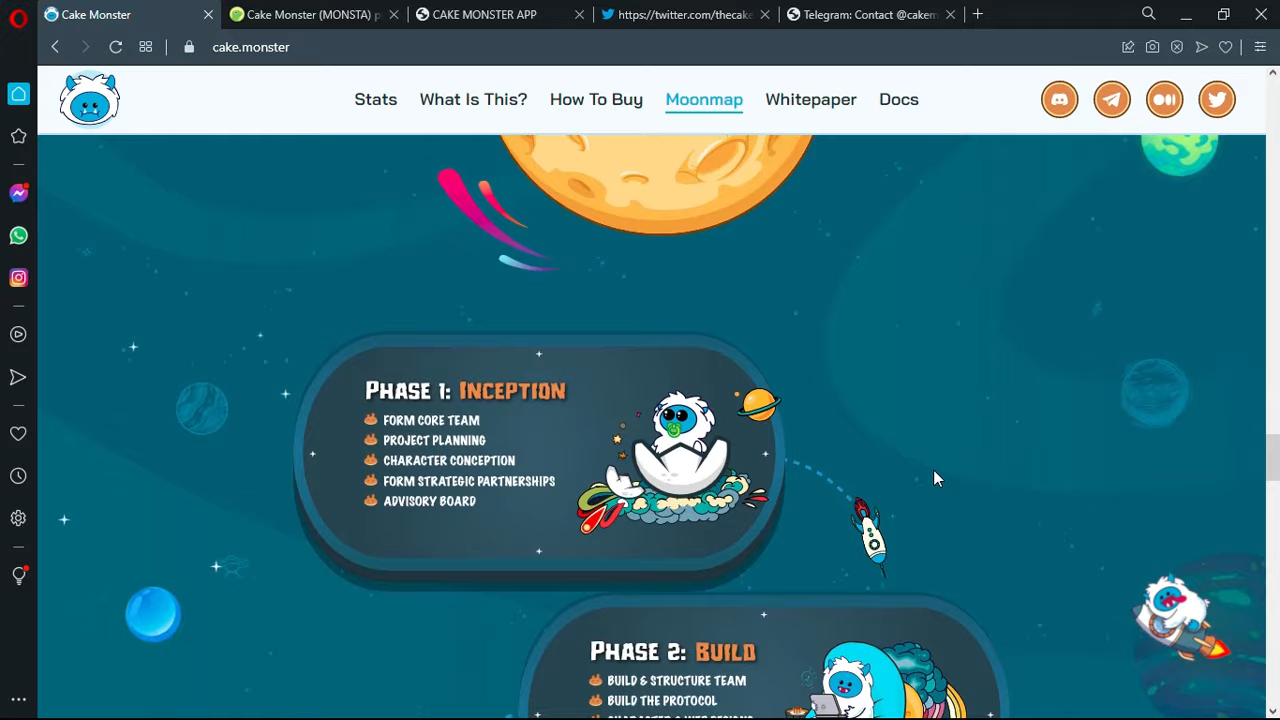 Cake Monster
Cake Monster (MONSTA) p
CAKE MONSTER APP
https://twitter.com/thecake
Telegram: Contact @cakem
cake.monster
Stats
What Is This?
How To Buy
Moonmap
Whitepaper
Docs
PHASE 1: INCEPTION
FORM CORE TEAM
PROJECT PLANNING
CHARACTER CONCEPTION
FORM STRATEGIC PARTNERSHIPS
ADVISORY BOARD
PHASE 2: BUILD
BUILD & STRUCTURE TEAM
BUILD THE PROTOCOL